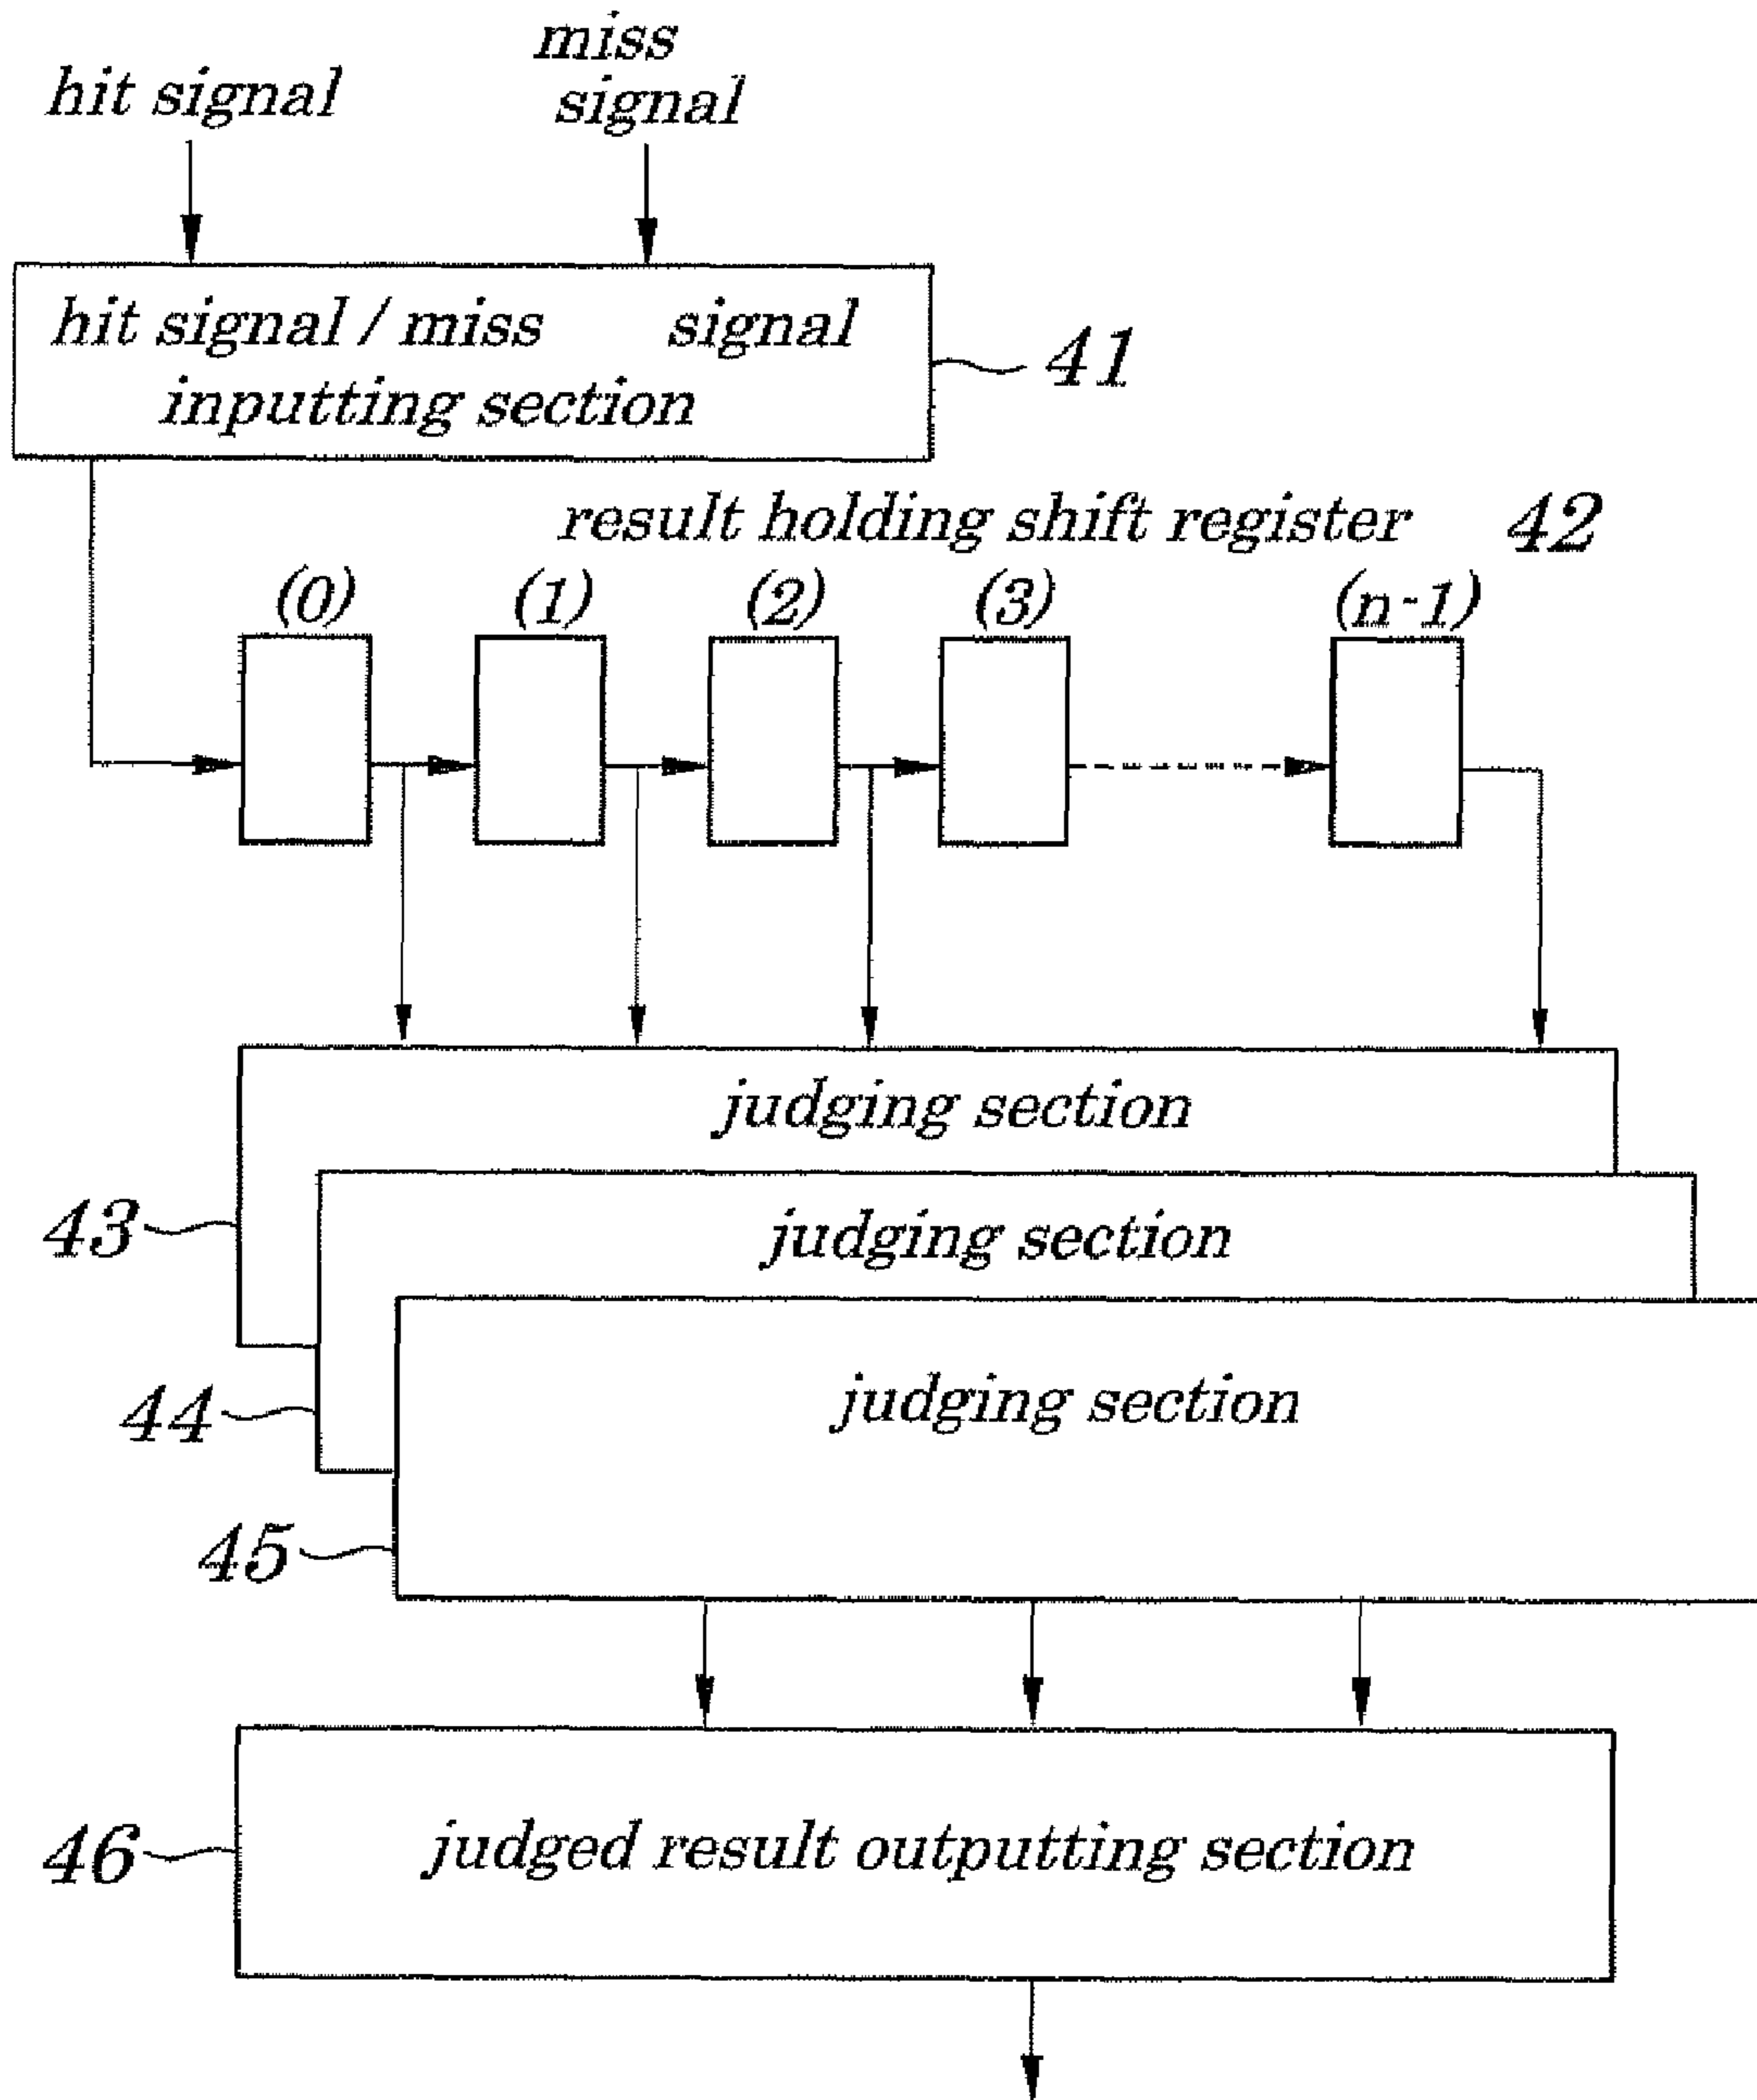 hit signal
miss
signal
hit signal / miss signal
inputting section
41
result holding shift register 42
(0) (1) (2) (3) (n-1)
judging section
43
judging section
44
judging section
45
46
judged result outputting section